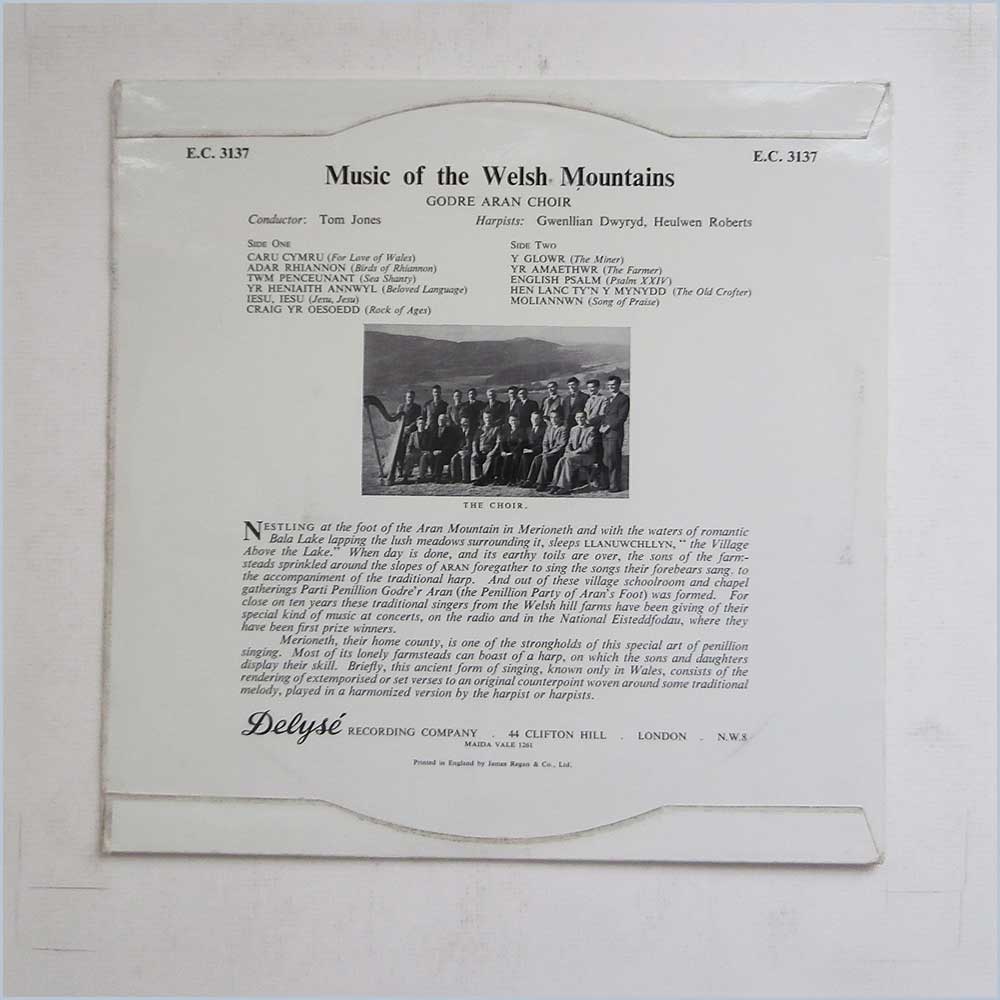 E.C. 3137
E.C. 3137
Music of the Welsh Mountains
GODRE ARAN CHOIR
Conductor: Tom Jones
Harpists: Gwenllian Dwyryd, Heulwen Roberts
SIDE ONE
CARU CYMRU (For Love of Wales)
ADAR RHIANNON (Birds of Rhiannon)
TWM PENCEUNANT (Sea Shanty)
YR HENIAITH ANNWYL (Beloved Language)
IESU, IESU (Jesu, Jesu)
CRAIG YR OESOEDD (Rock of Ages)
SIDE TWO
Y GLOWR (The Miner)
YR AMAETHWR (The Farmer)
ENGLISH PSALM (Psalm XXIV)
HEN LANC TY'N Y MYNYDD (The Old Crofter)
MOLIANNWN (Song of Praise)
THE CHOIR.
NESTLING at the foot of the Aran Mountain in Merioneth and with the waters of romantic
Bala Lake lapping the lush meadows surrounding it, sleeps LLANUWCHLLYN, " the Village
Above the Lake." When day is done, and its earthy toils are over, the sons of the farm-
steads sprinkled around the slopes of ARAN foregather to sing the songs their forebears sang. to
the accompaniment of the traditional harp. And out of these village schoolroom and chapel
gatherings Parti Penillion Godre'r Aran (the Penillion Party of Aran's Foot) was formed. For
close on ten years these traditional singers from the Welsh hill farms have been giving of their
special kind of music at concerts, on the radio and in the National Eisteddfodau, where they
have been first prize winners.
Merioneth, their home county, is one of the strongholds of this special art of penillion
singing. Most of its lonely farmsteads can boast of a harp, on which the sons and daughters
display their skill. Briefly, this ancient form of singing, known only in Wales, consists of the
rendering of extemporised or set verses to an original counterpoint woven around some traditional
melody, played in a harmonized version by the harpist or harpists.
Delysé RECORDING COMPANY . 44 CLIFTON HILL . LONDON . N.W.8
MAIDA VALE 1261
Printed in England by James Regan & Co., Ltd.